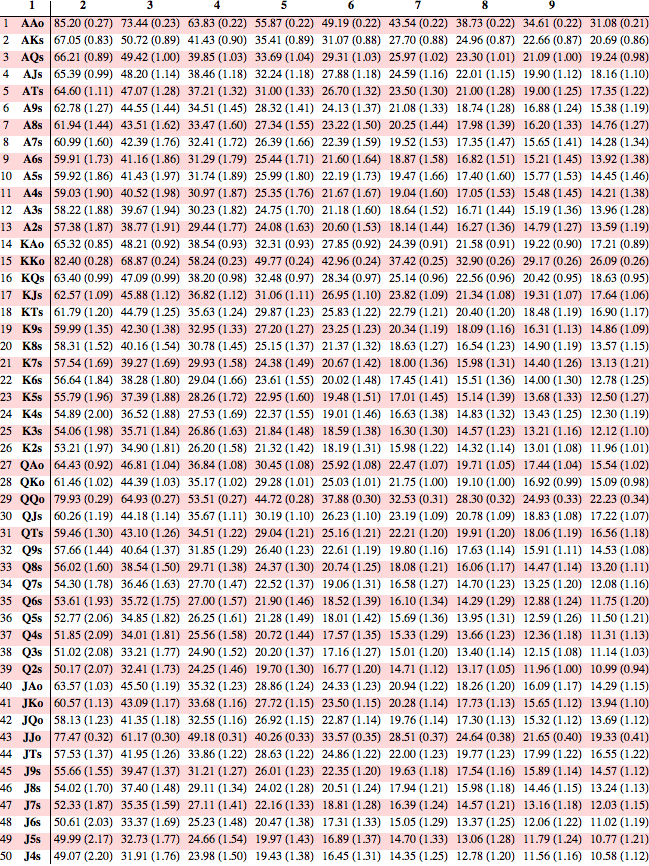 1 2 3 4 5 6 7 8 9
1 AAo 85.20 (0.27) 73.44 (0.23) 63.83 (0.22) 55.87 (0.22) 49.19 (0.22) 43.54 (0.22) 38.73 (0.22) 34.61 (0.22) 31.08 (0.21)
2 AKs 67.05 (0.83) 50.72 (0.89) 41.43 (0.90) 35.41 (0.89) 31.07 (0.88) 27.70 (0.88) 24.96 (0.87) 22.66 (0.87) 20.69 (0.86)
3 AQs 66.21 (0.89) 49.42 (1.00) 39.85 (1.03) 33.69 (1.04) 29.31 (1.03) 25.97 (1.02) 23.30 (1.01) 21.09 (1.00) 19.24 (0.98)
4 AJs 65.39 (0.99) 48.20 (1.14) 38.46 (1.18) 32.24 (1.18) 27.88 (1.18) 24.59 (1.16) 22.01 (1.15) 19.90 (1.12) 18.16 (1.10)
5 ATs 64.60 (1.11) 47.07 (1.28) 37.21 (1.32) 31.00 (1.33) 26.70 (1.32) 23.50 (1.30) 21.00 (1.28) 19.00 (1.25) 17.35 (1.22)
6 A9s 62.78 (1.27) 44.55 (1.44) 34.51 (1.45) 28.32 (1.41) 24.13 (1.37) 21.08 (1.33) 18.74 (1.28) 16.88 (1.24) 15.38 (1.19)
7 A8s 61.94 (1.44) 43.51 (1.62) 33.47 (1.60) 27.34 (1.55) 23.22 (1.50) 20.25 (1.44) 17.98 (1.39) 16.20 (1.33) 14.76 (1.27)
8 A7s 60.99 (1.60) 42.39 (1.76) 32.41 (1.72) 26.39 (1.66) 22.39 (1.59) 19.52 (1.53) 17.35 (1.47) 15.65 (1.41) 14.28 (1.34)
9 A6s 59.91 (1.73) 41.16 (1.86) 31.29 (1.79) 25.44 (1.71) 21.60 (1.64) 18.87 (1.58) 16.82 (1.51) 15.21 (1.45) 13.92 (1.38)
10 A5s 59.92 (1.86) 41.43 (1.97) 31.74 (1.89) 25.99 (1.80) 22.19 (1.73) 19.47 (1.66) 17.40 (1.60) 15.77 (1.53) 14.45 (1.46)
11 A4s 59.03 (1.90) 40.52 (1.98) 30.97 (1.87) 25.35 (1.76) 21.67 (1.67) 19.04 (1.60) 17.05 (1.53) 15.48 (1.45) 14.21 (1.38)
12 A3s 58.22 (1.88) 39.67 (1.94) 30.23 (1.82) 24.75 (1.70) 21.18 (1.60) 18.64 (1.52) 16.71 (1.44) 15.19 (1.36) 13.96 (1.28)
13 A2s 57.38 (1.87) 38.77 (1.91) 29.44 (1.77) 24.08 (1.63) 20.60 (1.53) 18.14 (1.44) 16.27 (1.36) 14.79 (1.27) 13.59 (1.19)
14 KAo 65.32 (0.85) 48.21 (0.92) 38.54 (0.93) 32.31 (0.93) 27.85 (0.92) 24.39 (0.91) 21.58 (0.91) 19.22 (0.90) 17.21 (0.89)
15 KKo 82.40 (0.28) 68.87 (0.24) 58.24 (0.23) 49.77 (0.24) 42.96 (0.24) 37.42 (0.25) 32.90 (0.26) 29.17 (0.26) 26.09 (0.26)
16 KQs 63.40 (0.99) 47.09 (0.99) 38.20 (0.98) 32.48 (0.97) 28.34 (0.97) 25.14 (0.96) 22.56 (0.96) 20.42 (0.95) 18.63 (0.95)
17 KJs 62.57 (1.09) 45.88 (1.12) 36.82 (1.12) 31.06 (1.11) 26.95 (1.10) 23.82 (1.09) 21.34 (1.08) 19.31 (1.07) 17.64 (1.06)
18 KTs 61.79 (1.20) 44.79 (1.25) 35.63 (1.24) 29.87 (1.23) 25.83 (1.22) 22.79 (1.21) 20.40 (1.20) 18.48 (1.19) 16.90 (1.17)
19 K9s 59.99 (1.35) 42.30 (1.38) 32.95 (1.33) 27.20 (1.27) 23.25 (1.23) 20.34 (1.19) 18.09 (1.16) 16.31 (1.13) 14.86 (1.09)
20 K8s 58.31 (1.52) 40.16 (1.54) 30.78 (1.45) 25.15 (1.37) 21.37 (1.32) 18.63 (1.27) 16.54 (1.23) 14.90 (1.19) 13.57 (1.15)
21 K7s 57.54 (1.69) 39.27 (1.69) 29.93 (1.58) 24.38 (1.49) 20.67 (1.42) 18.00 (1.36) 15.98 (1.31) 14.40 (1.26) 13.13 (1.21)
22 K6s 56.64 (1.84) 38.28 (1.80) 29.04 (1.66) 23.61 (1.55) 20.02 (1.48) 17.45 (1.41) 15.51 (1.36) 14.00 (1.30) 12.78 (1.25)
23 K5s 55.79 (1.96) 37.39 (1.88) 28.26 (1.72) 22.95 (1.60) 19.48 (1.51) 17.01 (1.45) 15.14 (1.39) 13.68 (1.33) 12.50 (1.27)
24 K4s 54.89 (2.00) 36.52 (1.88) 27.53 (1.69) 22.37 (1.55) 19.01 (1.46) 16.63 (1.38) 14.83 (1.32) 13.43 (1.25) 12.30 (1.19)
25 K3s 54.06 (1.98) 35.71 (1.84) 26.86 (1.63) 21.84 (1.48) 18.59 (1.38) 16.30 (1.30) 14.57 (1.23) 13.21 (1.16) 12.12 (1.10)
26 K2s 53.21 (1.97) 34.90 (1.81) 26.20 (1.58) 21.32 (1.42) 18.19 (1.31) 15.98 (1.22) 14.32 (1.14) 13.01 (1.08) 11.96 (1.01)
27 QAo 64.43 (0.92) 46.81 (1.04) 36.84 (1.08) 30.45 (1.08) 25.92 (1.08) 22.47 (1.07) 19.71 (1.05) 17.44 (1.04) 15.54 (1.02)
28 QKo 61.46 (1.02) 44.39 (1.03) 35.17 (1.02) 29.28 (1.01) 25.03 (1.01) 21.75 (1.00) 19.10 (1.00) 16.92 (0.99) 15.09 (0.98)
29 QQo 79.93 (0.29) 64.93 (0.27) 53.51 (0.27) 44.72 (0.28) 37.88 (0.30) 32.53 (0.31) 28.30 (0.32) 24.93 (0.33) 22.23 (0.34)
30 QJs 60.26 (1.19) 44.18 (1.14) 35.67 (1.11) 30.19 (1.10) 26.23 (1.10) 23.19 (1.09) 20.78 (1.09) 18.83 (1.08) 17.22 (1.07)
31 QTs 59.46 (1.30) 43.10 (1.26) 34.51 (1.22) 29.04 (1.21) 25.16 (1.21) 22.21 (1.20) 19.91 (1.20) 18.06 (1.19) 16.56 (1.18)
32 Q9s 57.66 (1.44) 40.64 (1.37) 31.85 (1.29) 26.40 (1.23) 22.61 (1.19) 19.80 (1.16) 17.63 (1.14) 15.91 (1.11) 14.53 (1.08)
33 Q8s 56.02 (1.60) 38.54 (1.50) 29.71 (1.38) 24.37 (1.30) 20.74 (1.25) 18.08 (1.21) 16.06 (1.17) 14.47 (1.14) 13.20 (1.11)
34 Q7s 54.30 (1.78) 36.46 (1.63) 27.70 (1.47) 22.52 (1.37) 19.06 (1.31) 16.58 (1.27) 14.70 (1.23) 13.25 (1.20) 12.08 (1.16)
35 Q6s 53.61 (1.93) 35.72 (1.75) 27.00 (1.57) 21.90 (1.46) 18.52 (1.39) 16.10 (1.34) 14.29 (1.29) 12.88 (1.24) 11.75 (1.20)
36 Q5s 52.77 (2.06) 34.85 (1.82) 26.25 (1.61) 21.28 (1.49) 18.01 (1.42) 15.69 (1.36) 13.95 (1.31) 12.59 (1.26) 11.50 (1.21)
37 Q4s 51.85 (2.09) 34.01 (1.81) 25.56 (1.58) 20.72 (1.44) 17.57 (1.35) 15.33 (1.29) 13.66 (1.23) 12.36 (1.18) 11.31 (1.13)
38 Q3s 51.02 (2.08) 33.21 (1.77) 24.90 (1.52) 20.20 (1.37) 17.16 (1.27) 15.01 (1.20) 13.40 (1.14) 12.15 (1.08) 11.14 (1.03)
39 Q2s 50.17 (2.07) 32.41 (1.73) 24.25 (1.46) 19.70 (1.30) 16.77 (1.20) 14.71 (1.12) 13.17 (1.05) 11.96 (1.00) 10.99 (0.94)
40 JAo 63.57 (1.03) 45.50 (1.19) 35.32 (1.23) 28.86 (1.24) 24.33 (1.23) 20.94 (1.22) 18.26 (1.20) 16.09 (1.17) 14.29 (1.15)
41 JKo 60.57 (1.13) 43.09 (1.17) 33.68 (1.16) 27.72 (1.15) 23.50 (1.15) 20.28 (1.14) 17.73 (1.13) 15.65 (1.12) 13.94 (1.10)
42 JQo 58.13 (1.23) 41.35 (1.18) 32.55 (1.16) 26.92 (1.15) 22.87 (1.14) 19.76 (1.14) 17.30 (1.13) 15.32 (1.12) 13.69 (1.12)
43 JJo 77.47 (0.32) 61.17 (0.30) 49.18 (0.31) 40.26 (0.33) 33.57 (0.35) 28.51 (0.37) 24.64 (0.38) 21.65 (0.40) 19.33 (0.41)
44 JTs 57.53 (1.37) 41.95 (1.26) 33.86 (1.22) 28.63 (1.22) 24.86 (1.22) 22.00 (1.23) 19.77 (1.23) 17.99 (1.22) 16.55 (1.22)
45 J9s 55.66 (1.55) 39.47 (1.37) 31.21 (1.27) 26.01 (1.23) 22.35 (1.20) 19.63 (1.18) 17.54 (1.16) 15.89 (1.14) 14.57 (1.12)
46 J8s 54.02 (1.70) 37.40 (1.48) 29.11 (1.34) 24.02 (1.28) 20.51 (1.24) 17.94 (1.21) 15.98 (1.18) 14.46 (1.15) 13.24 (1.13)
47 J7s 52.33 (1.87) 35.35 (1.59) 27.11 (1.41) 22.16 (1.33) 18.81 (1.28) 16.39 (1.24) 14.57 (1.21) 13.16 (1.18) 12.03 (1.15)
48 J6s 50.61 (2.03) 33.37 (1.69) 25.23 (1.48) 20.47 (1.38) 17.31 (1.33) 15.05 (1.29) 13.37 (1.25) 12.06 (1.22) 11.02 (1.19)
49 J5s 49.99 (2.17) 32.73 (1.77) 24.66 (1.54) 19.97 (1.43) 16.89 (1.37) 14.70 (1.33) 13.06 (1.28) 11.79 (1.24) 10.77 (1.21)
50 J4s 49.07 (2.20) 31.91 (1.76) 23.98 (1.50) 19.43 (1.38) 16.45 (1.31) 14.35 (1.25) 12.78 (1.20) 11.56 (1.16) 10.58 (1.12)